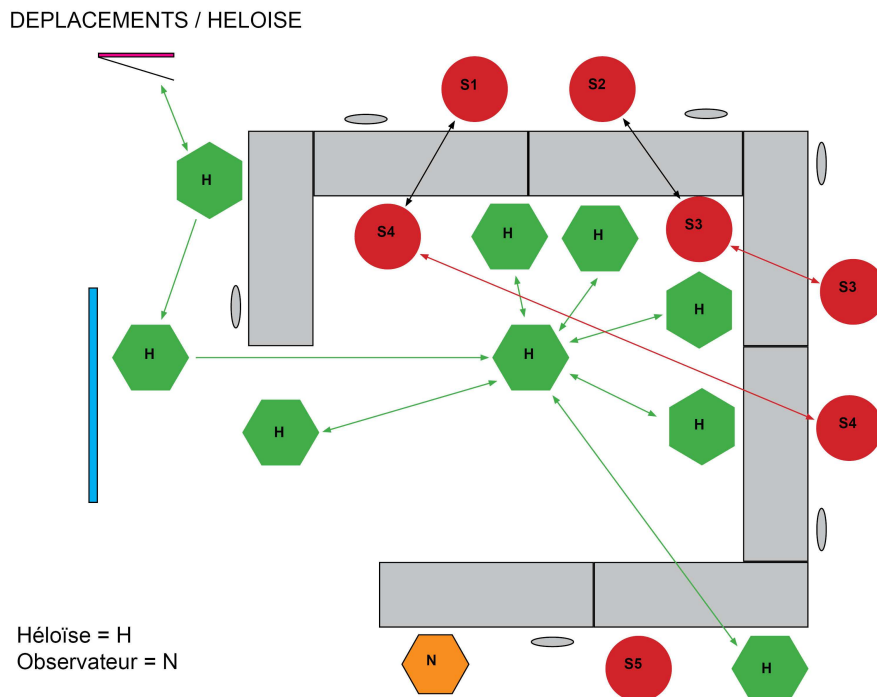 DEPLACEMENTS / HELOISE
S1
S2
H
S4
H
H
S3
S3
H
H
H
H
H
S4
Héloïse = H
Observateur = N
N
S5
H